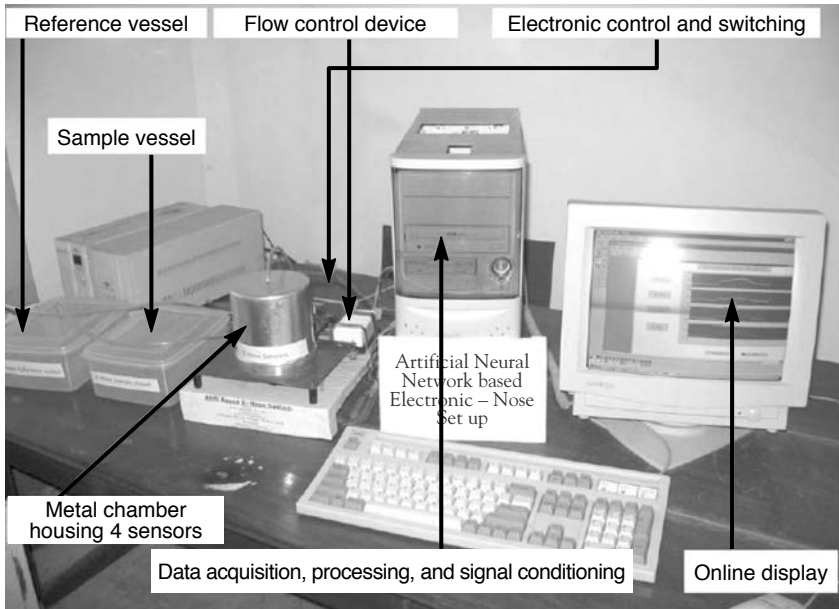 Reference vessel
Flow control device
Electronic control and switching
Sample vessel
Artificial Neural
Network based
Electronic – Nose
Set up
Metal chamber
housing 4 sensors
Data acquisition, processing, and signal conditioning
Online display